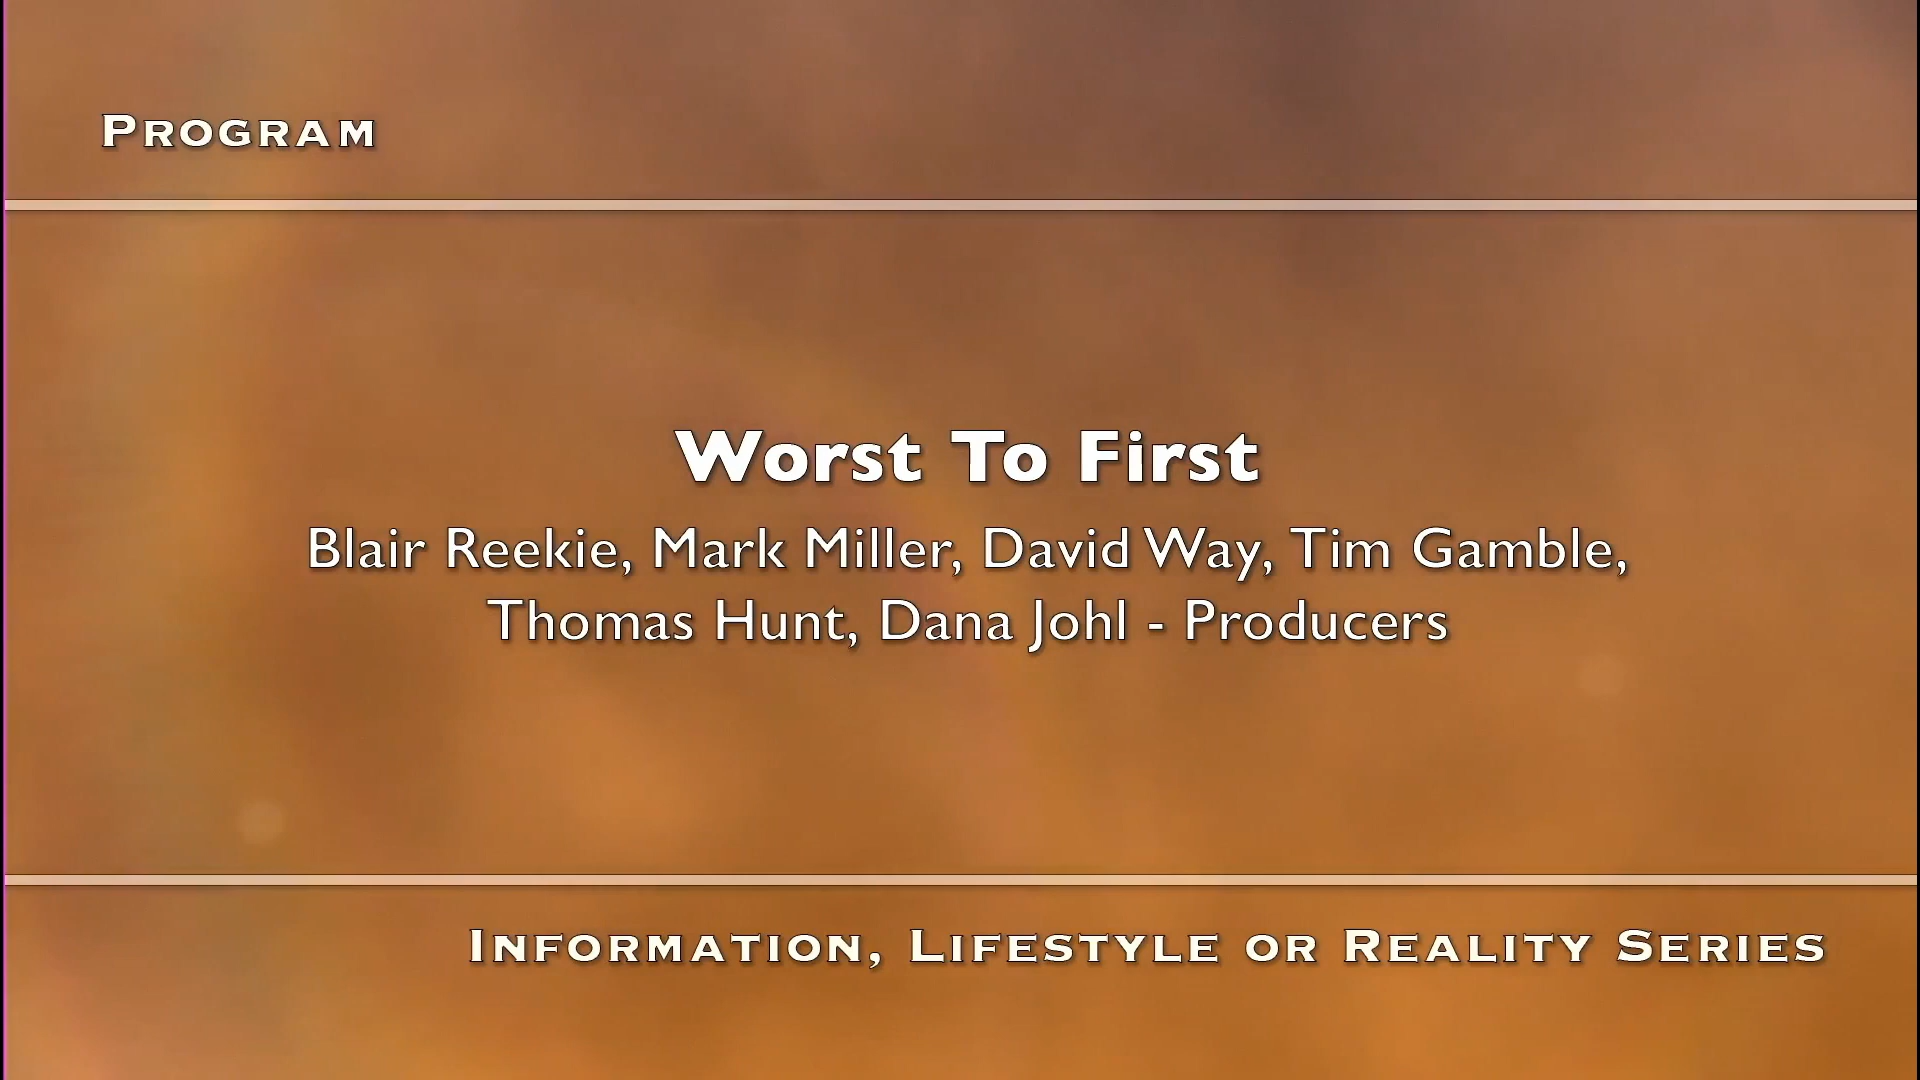 Program
Worst To First
Blair Reekie, Mark Miller, David Way, Tim Gamble,
Thomas Hunt, Dana Johl - Producers
Information, Lifestyle or Reality Series